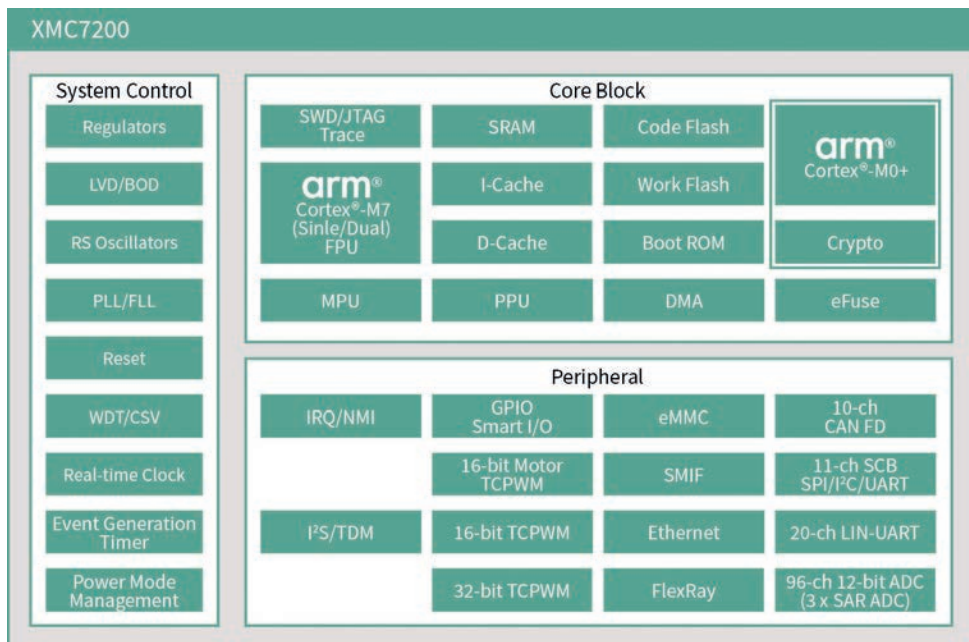 XMC7200
System Control
Regulators
LVD/BOD
RS Oscillators
PLL/FLL
Reset
WDT/CSV
Real-time Clock
Event Generation
Timer
Power Mode
Management
Core Block
SWD/JTAG
Trace
SRAM
Code Flash
arm®
Cortex®-M0+
arm®
Cortex®-M7
(Sinle/Dual)
FPU
I-Cache
Work Flash
D-Cache
Boot ROM
Crypto
MPU
PPU
DMA
eFuse
Peripheral
IRQ/NMI
GPIO
Smart I/O
eMMC
10-ch
CAN FD
16-bit Motor
TCPWM
SMIF
11-ch SCB
SPI/I²C/UART
I²S/TDM
16-bit TCPWM
Ethernet
20-ch LIN-UART
32-bit TCPWM
FlexRay
96-ch 12-bit ADC
(3 x SAR ADC)